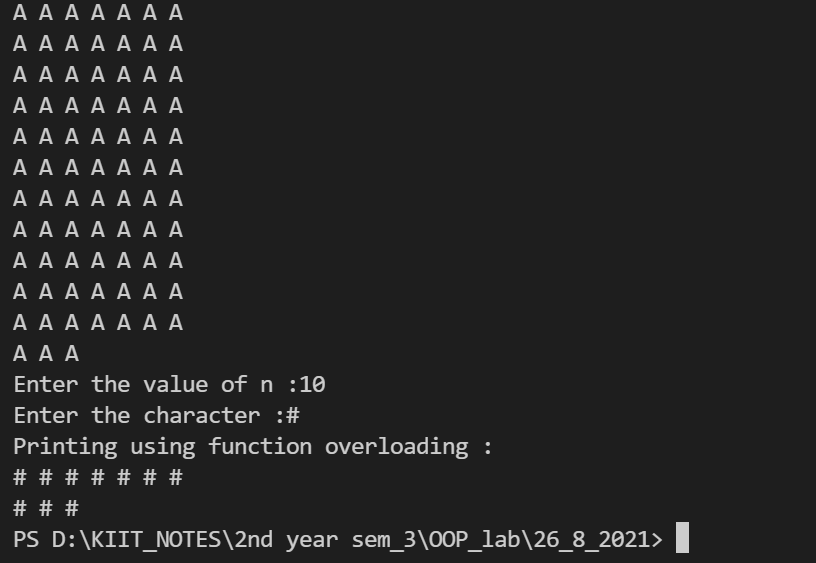 A A A A A A A
A A A A A A A
A A A A A A A
A A A A A A A
A A A A A A A
A A A A A A A
A A A A A A A
A A A A A A A
A A A A A A A
A A A A A A A
A A A A A A A
A A A
Enter the value of n :10
Enter the character :#
Printing using function overloading :
# # # # # # #
# # #
PS D:\KIIT_NOTES\2nd year sem_3\OOP_lab\26_8_2021>